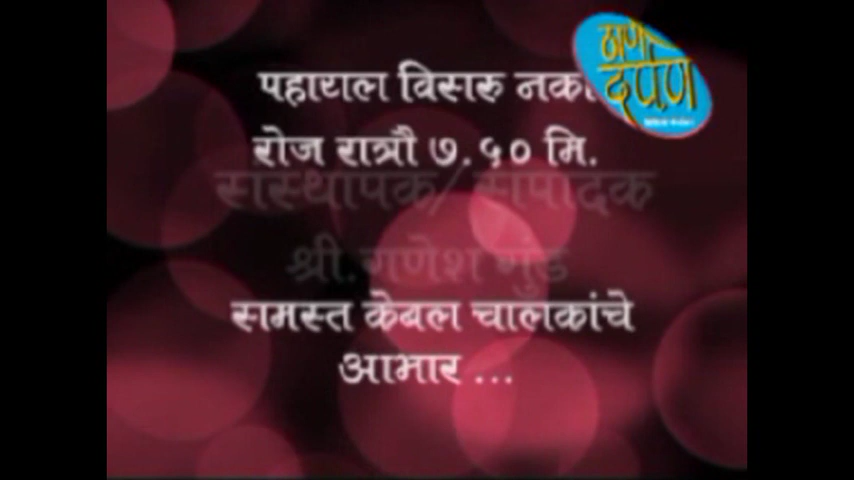 ठाणे
दर्पण
पहायल विसरु नका
रोज रात्रौ ७.५० मि.
संस्थापक/ संपादक
श्री.गणेश गुंड
समस्त केबल चालकांचे
आभार ...